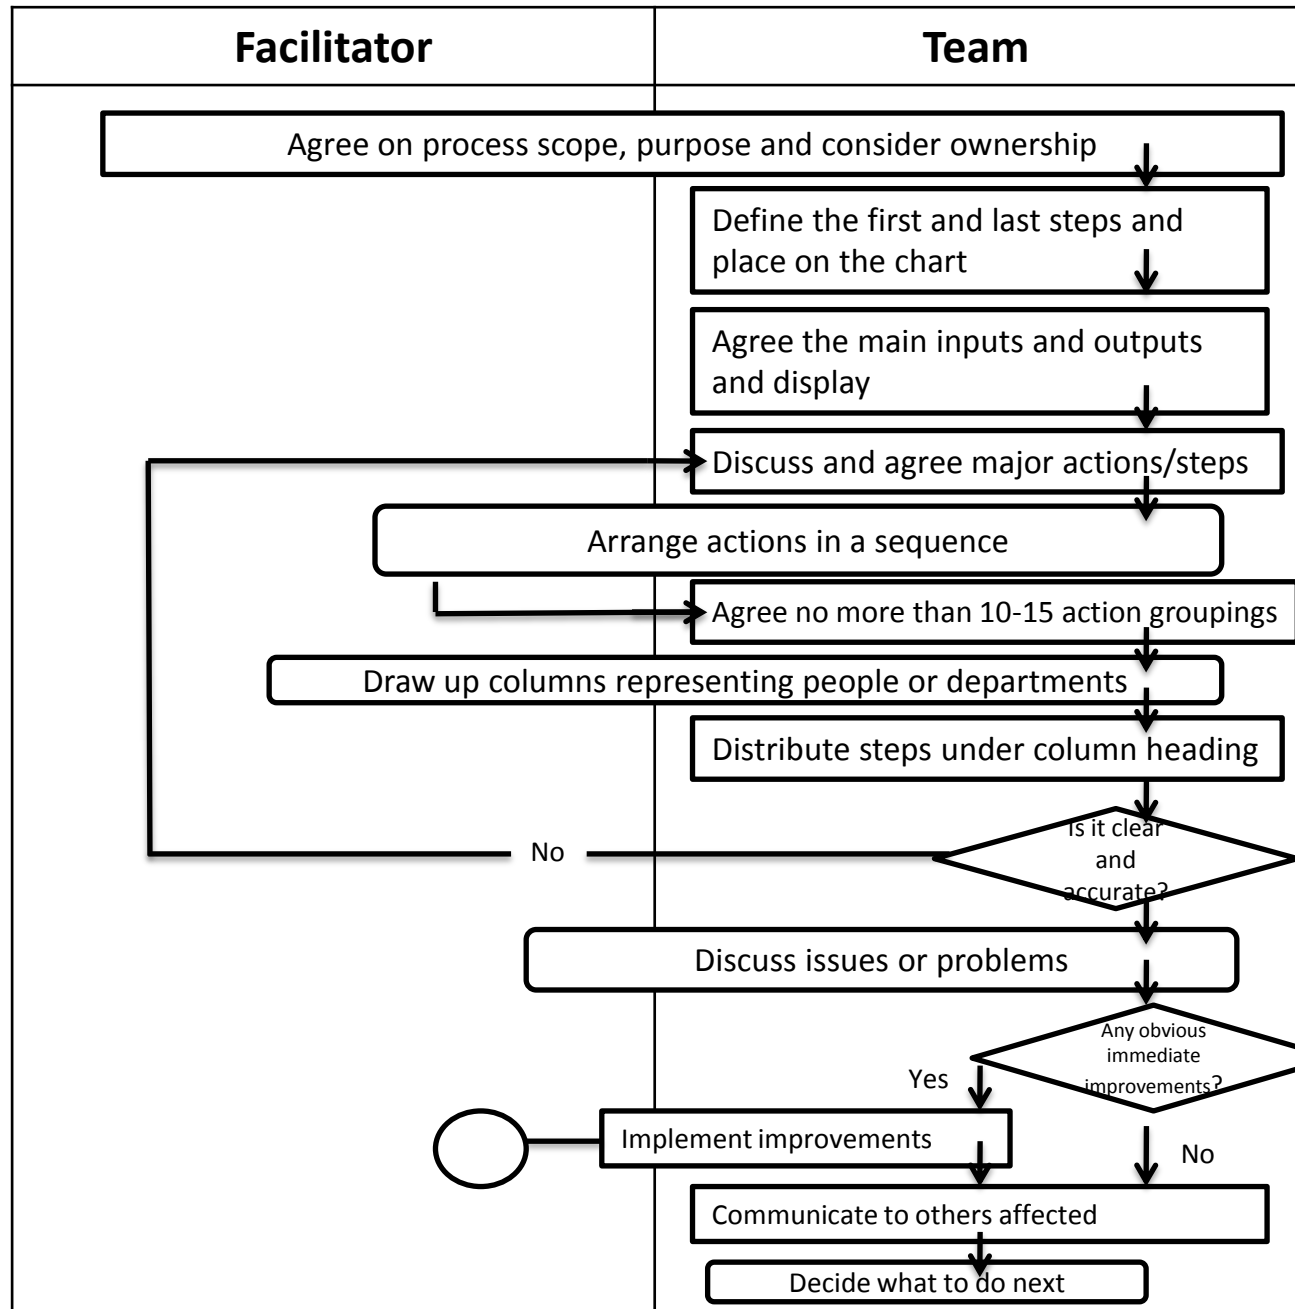 Facilitator
Team
Agree on process scope, purpose and consider ownership
Define the first and last steps and
place on the chart
Agree the main inputs and outputs
and display
Discuss and agree major actions/steps
Arrange actions in a sequence
Agree no more than 10-15 action groupings
Draw up columns representing people or departments
Distribute steps under column heading
Is it clear
and
accurate?
No
Discuss issues or problems
Any obvious
immediate
improvements?
Yes
Implement improvements
No
Communicate to others affected
Decide what to do next